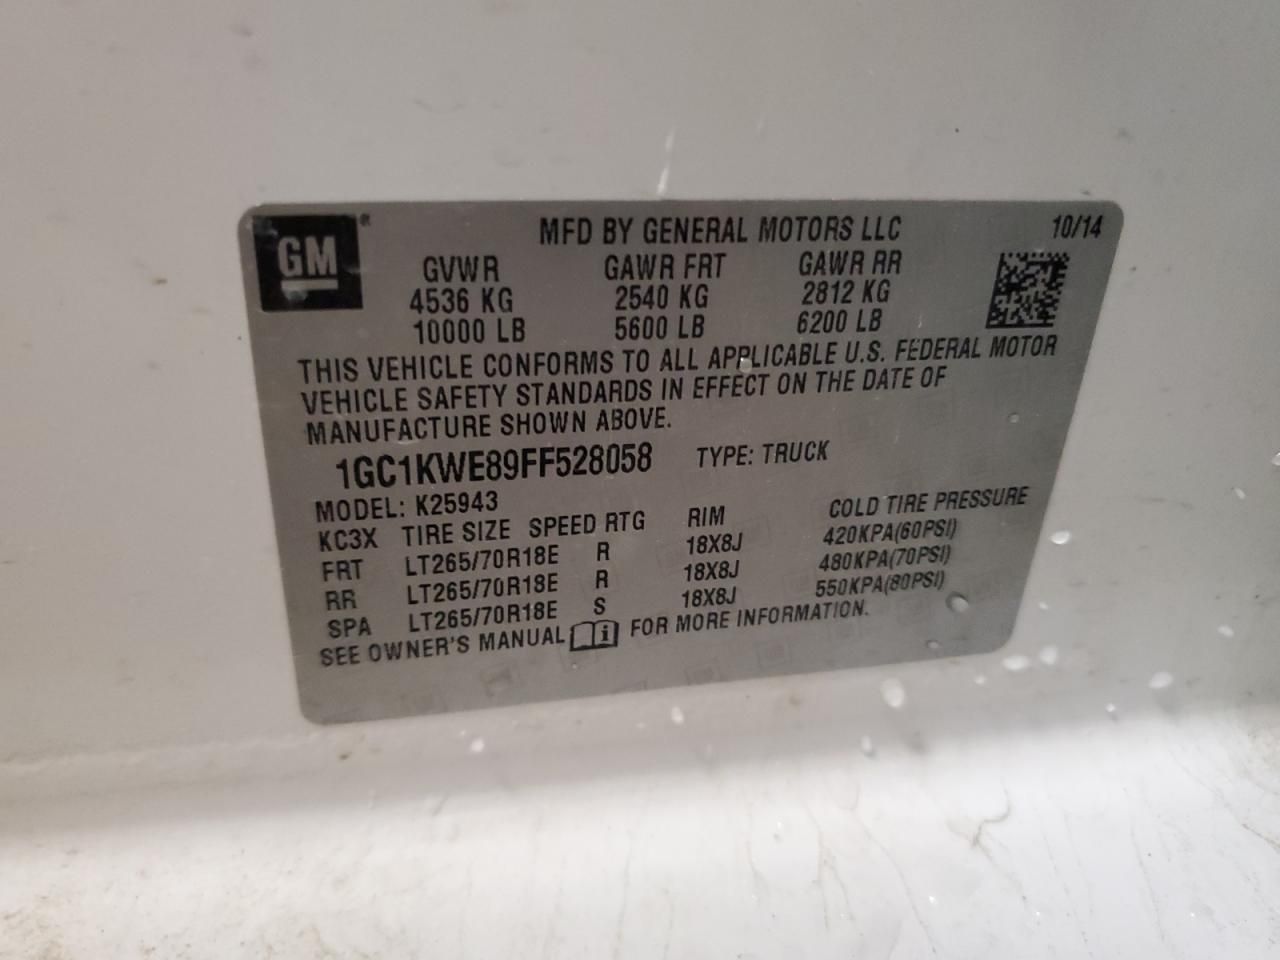 GM®
MFD BY GENERAL MOTORS LLC 10/14
GVWR GAWR FRT GAWR RR
4536 KG 2540 KG 2812 KG
10000 LB 5600 LB 6200 LB
THIS VEHICLE CONFORMS TO ALL APPLICABLE U.S. FEDERAL MOTOR
VEHICLE SAFETY STANDARDS IN EFFECT ON THE DATE OF
MANUFACTURE SHOWN ABOVE.
1GC1KWE89FF528058 TYPE: TRUCK
MODEL: K25943
KC3X TIRE SIZE SPEED RTG RIM COLD TIRE PRESSURE
FRT LT265/70R18E R 18X8J 420KPA(60PSI)
RR LT265/70R18E R 18X8J 480KPA(70PSI)
SPA LT265/70R18E S 18X8J 550KPA(80PSI)
SEE OWNER'S MANUAL i FOR MORE INFORMATION.